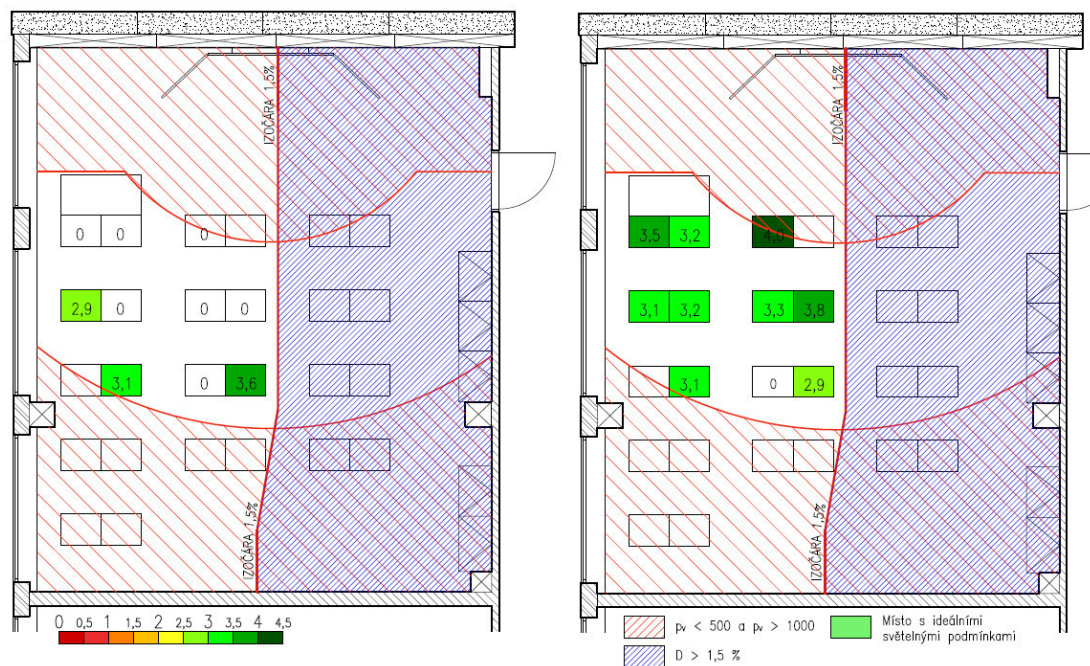 IZOČÁRA 1,5%
0 0 0
2,9 0 0 0
3,1 0 3,6
IZOČÁRA 1,5%
0 0,5 1 1,5 2 2,5 3 3,5 4 4,5
IZOČÁRA 1,5%
3,5 3,2 4,0
3,1 3,2 3,3 3,8
3,1 0 2,9
IZOČÁRA 1,5%
pᵥ < 500 a pᵥ > 1000
D > 1,5 %
Místo s ideálními
světelnými podmínkami